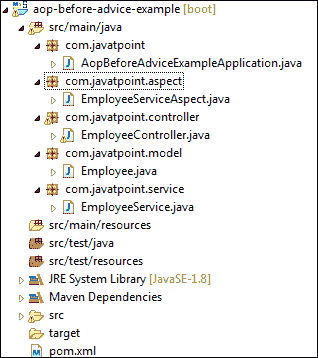 aop-before-advice-example [boot]
src/main/java
com.javatpoint
AopBeforeAdviceExampleApplication.java
com.javatpoint.aspect
EmployeeServiceAspect.java
com.javatpoint.controller
EmployeeController.java
com.javatpoint.model
Employee.java
com.javatpoint.service
EmployeeService.java
src/main/resources
src/test/java
src/test/resources
JRE System Library [JavaSE-1.8]
Maven Dependencies
src
target
pom.xml